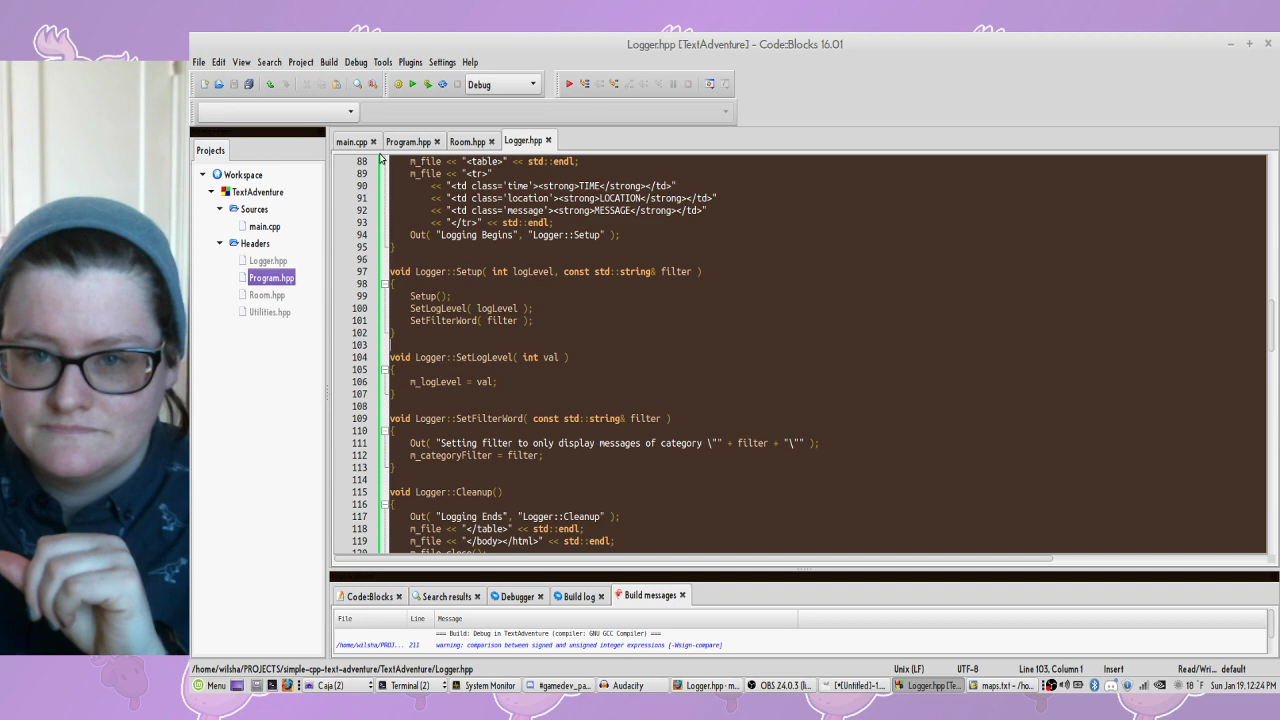 Logger.hpp [TextAdventure] - Code::Blocks 16.01
File Edit View Search Project Build Debug Tools Plugins Settings Help
Debug
main.cpp Program.hpp Room.hpp Logger.hpp
Projects
Workspace
TextAdventure
Sources
main.cpp
Headers
Logger.hpp
Program.hpp
Room.hpp
Utilities.hpp
88 m_file << "<table>" << std::endl;
89 m_file << "<tr>"
90 << "<td class='time'><strong>TIME</strong></td>"
91 << "<td class='location'><strong>LOCATION</strong></td>"
92 << "<td class='message'><strong>MESSAGE</strong></td>"
93 << "</tr>" << std::endl;
94 Out( "Logging Begins", "Logger::Setup" );
95 }
96
97 void Logger::Setup( int logLevel, const std::string& filter )
98 {
99 Setup();
100 SetLogLevel( logLevel );
101 SetFilterWord( filter );
102 }
103
104 void Logger::SetLogLevel( int val )
105 {
106 m_logLevel = val;
107 }
108
109 void Logger::SetFilterWord( const std::string& filter )
110 {
111 Out( "Setting filter to only display messages of category \"" + filter + "\"" );
112 m_categoryFilter = filter;
113 }
114
115 void Logger::Cleanup()
116 {
117 Out( "Logging Ends", "Logger::Cleanup" );
118 m_file << "</table>" << std::endl;
119 m_file << "</body></html>" << std::endl;
120 m_file.close();
Code::Blocks Search results Debugger Build log Build messages
File Line Message
=== Build: Debug in TextAdventure (compiler: GNU GCC Compiler) ===
/home/wilsha/PROJ... 211 warning: comparison between signed and unsigned integer expressions [-Wsign-compare]
/home/wilsha/PROJECTS/simple-cpp-text-adventure/TextAdventure/Logger.hpp Unix (LF) UTF-8 Line 103, Column 1 Insert Read/Wri... default
Menu Caja (2) Terminal (2) System Monitor #gamedev_pa... Audacity Logger.hpp · m... OBS 24.0.3 (li... [*(Untitled)-1... Logger.hpp [Te... maps.txt - /ho... 18 °F Sun Jan 19, 12:24 PM